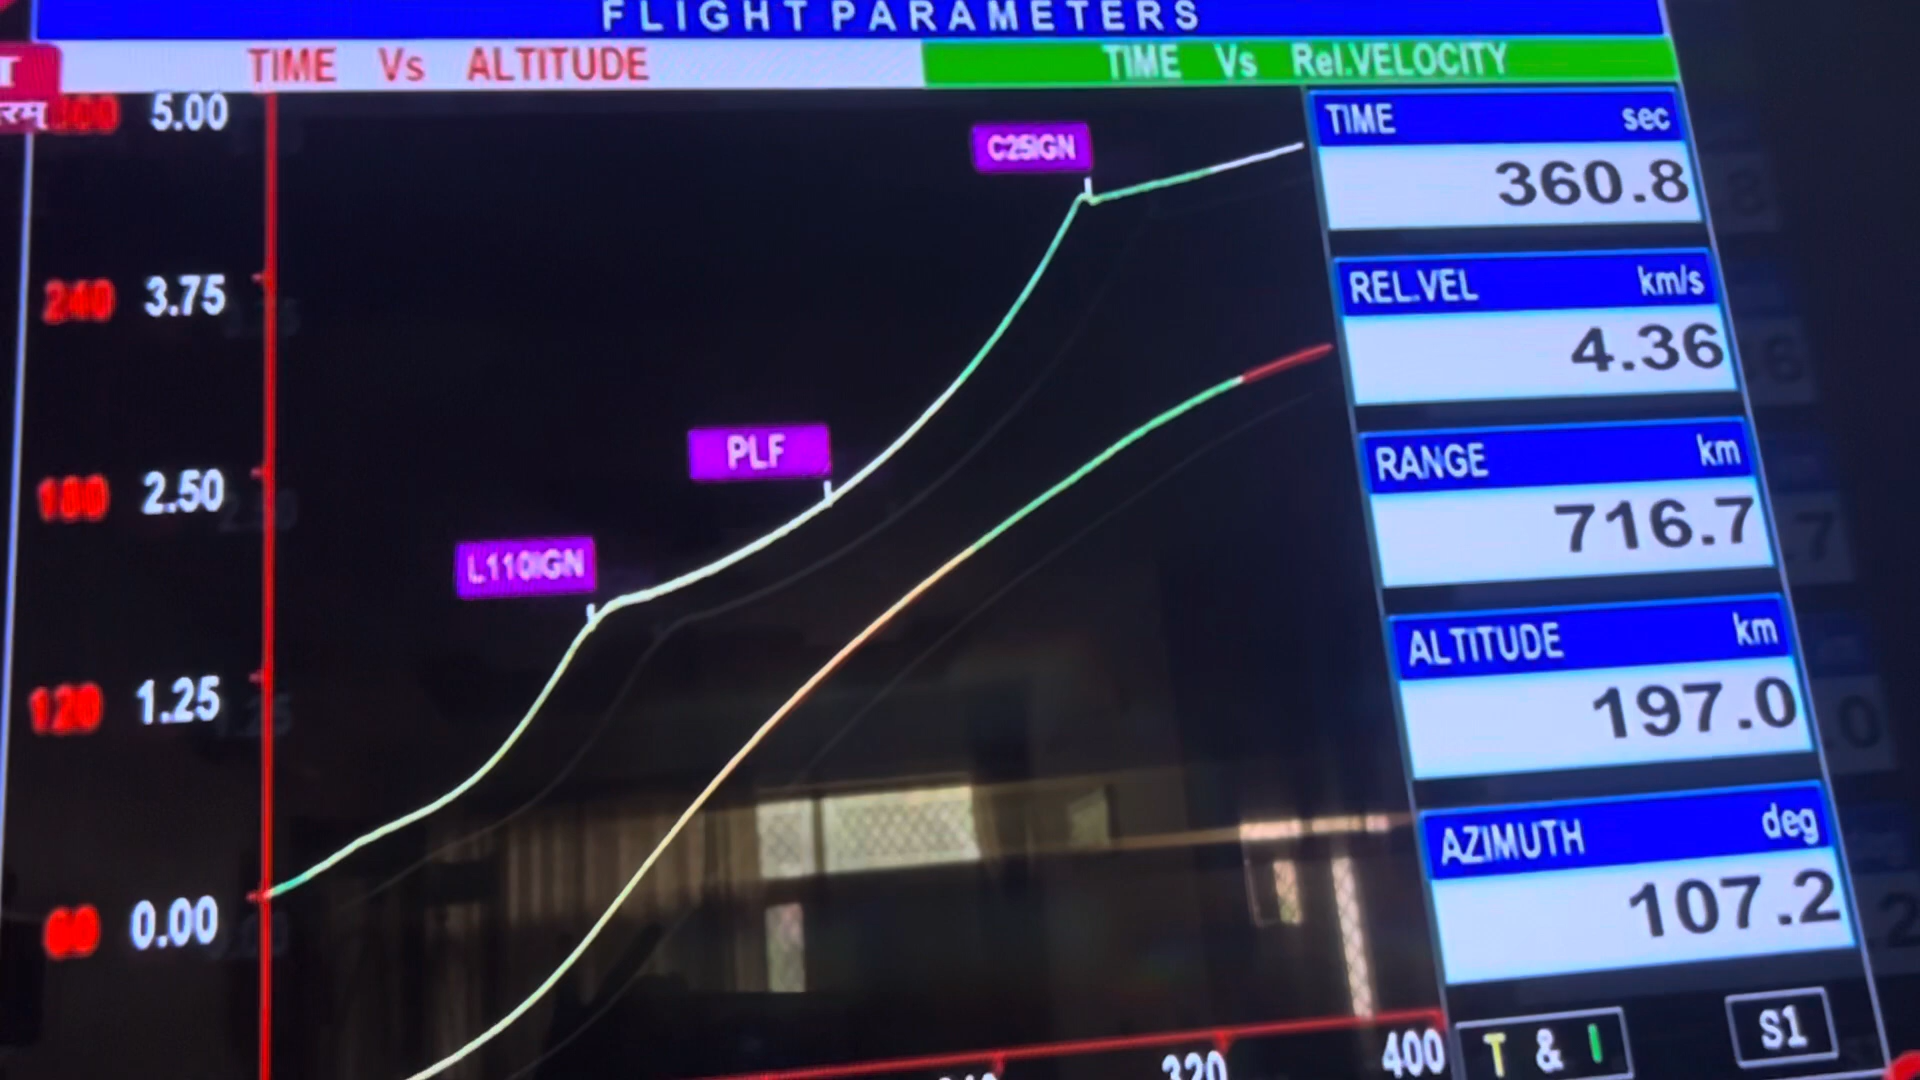 FLIGHT PARAMETERS
TIME Vs ALTITUDE
TIME Vs Rel.VELOCITY
5.00
240 3.75
180 2.50
120 1.25
60 0.00
C25IGN
PLF
L110IGN
320
400
TIME sec
360.8
REL.VEL km/s
4.36
RANGE km
716.7
ALTITUDE km
197.0
AZIMUTH deg
107.2
T & I
S1